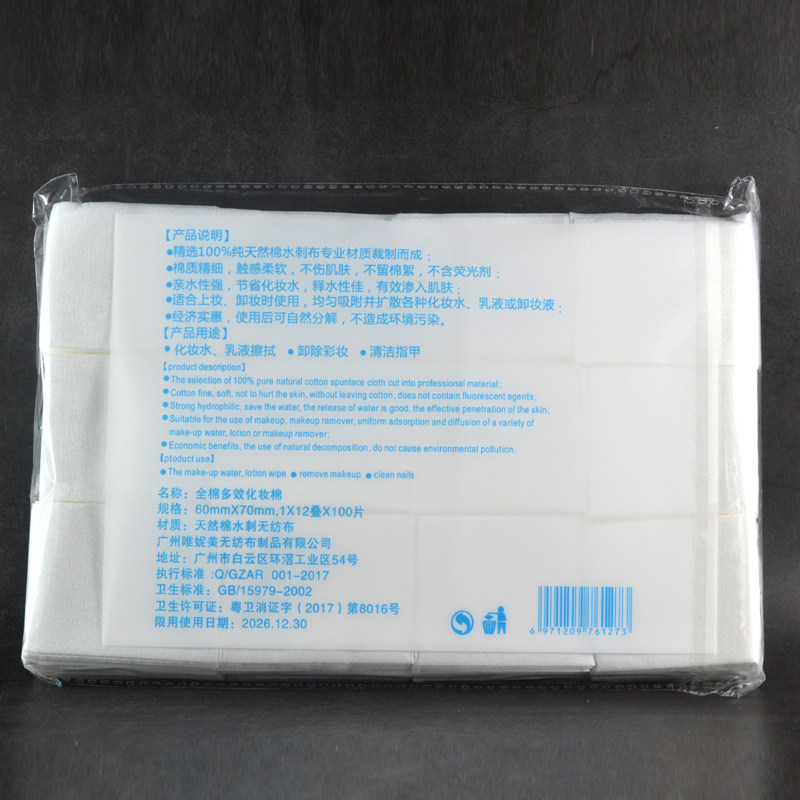 【产品说明】
●精选100%纯天然棉水刺布专业材质裁制而成；
●棉质精细，触感柔软，不伤肌肤，不留棉絮，不含荧光剂；
●亲水性强，节省化妆水，释水性佳，有效渗入肌肤；
●适合上妆、卸妆时使用，均匀吸附并扩散各种化妆水、乳液或卸妆液；
●经济实惠，使用后可自然分解，不造成环境污染。
【产品用途】
● 化妆水、乳液擦拭 ● 卸除彩妆 ● 清洁指甲
【product description】
●The selection of 100% pure natural cotton spunlace cloth cut into professional material;
●Cotton fine, soft, not to hurt the skin, without leaving cotton, does not contain fluorescent agents;
●Strong hydrophilic, save the water, the release of water is good, the effective penetration of the skin;
●Suitable for the use of makeup, makeup remover, uniform adsorption and diffusion of a variety of
make-up water, lotion or makeup remover;
●Economic benefits, the use of natural decomposition, do not cause environmental pollution.
【ptoduct use】
● The make-up water, lotion wipe ● remove makeup ● clean nails
名称：全棉多效化妆棉
规格：60mmX70mm,1X12叠X100片
材质：天然棉水刺无纺布
广州唯妮美无纺布制品有限公司
地址：广州市白云区环滘工业区54号
执行标准:Q/GZAR 001-2017
卫生标准：GB/15979-2002
卫生许可证：粤卫消证字（2017）第8016号
限用使用日期：2026.12.30
6 971209 761273